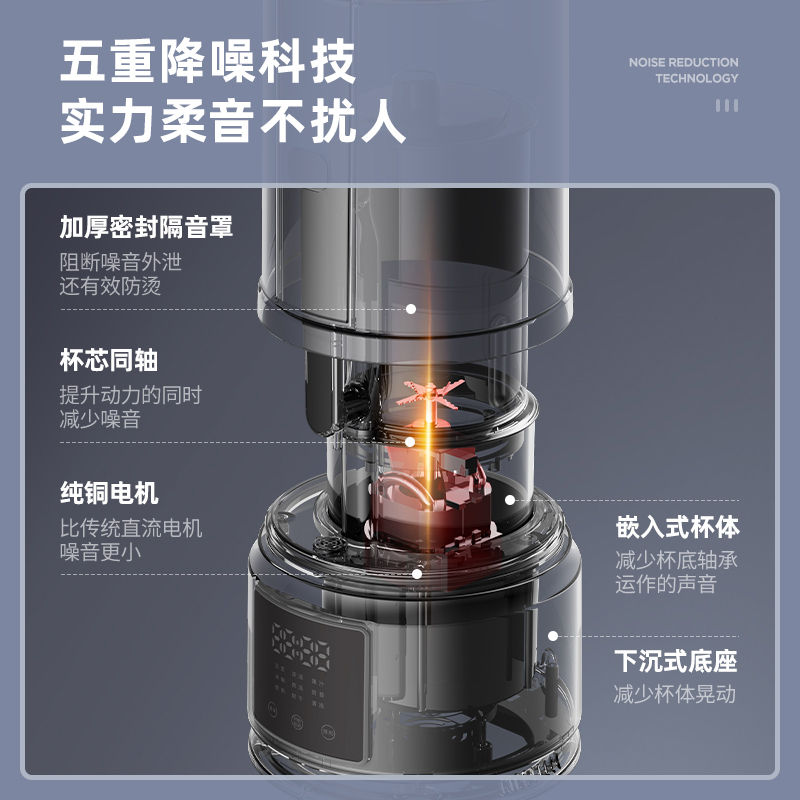 五重降噪科技
实力柔音不扰人
NOISE REDUCTION
TECHNOLOGY
加厚密封隔音罩
阻断噪音外泄
还有效防烫
杯芯同轴
提升动力的同时
减少噪音
纯铜电机
比传统直流电机
噪音更小
嵌入式杯体
减少杯底轴承
运作的声音
下沉式底座
减少杯体晃动
88:88